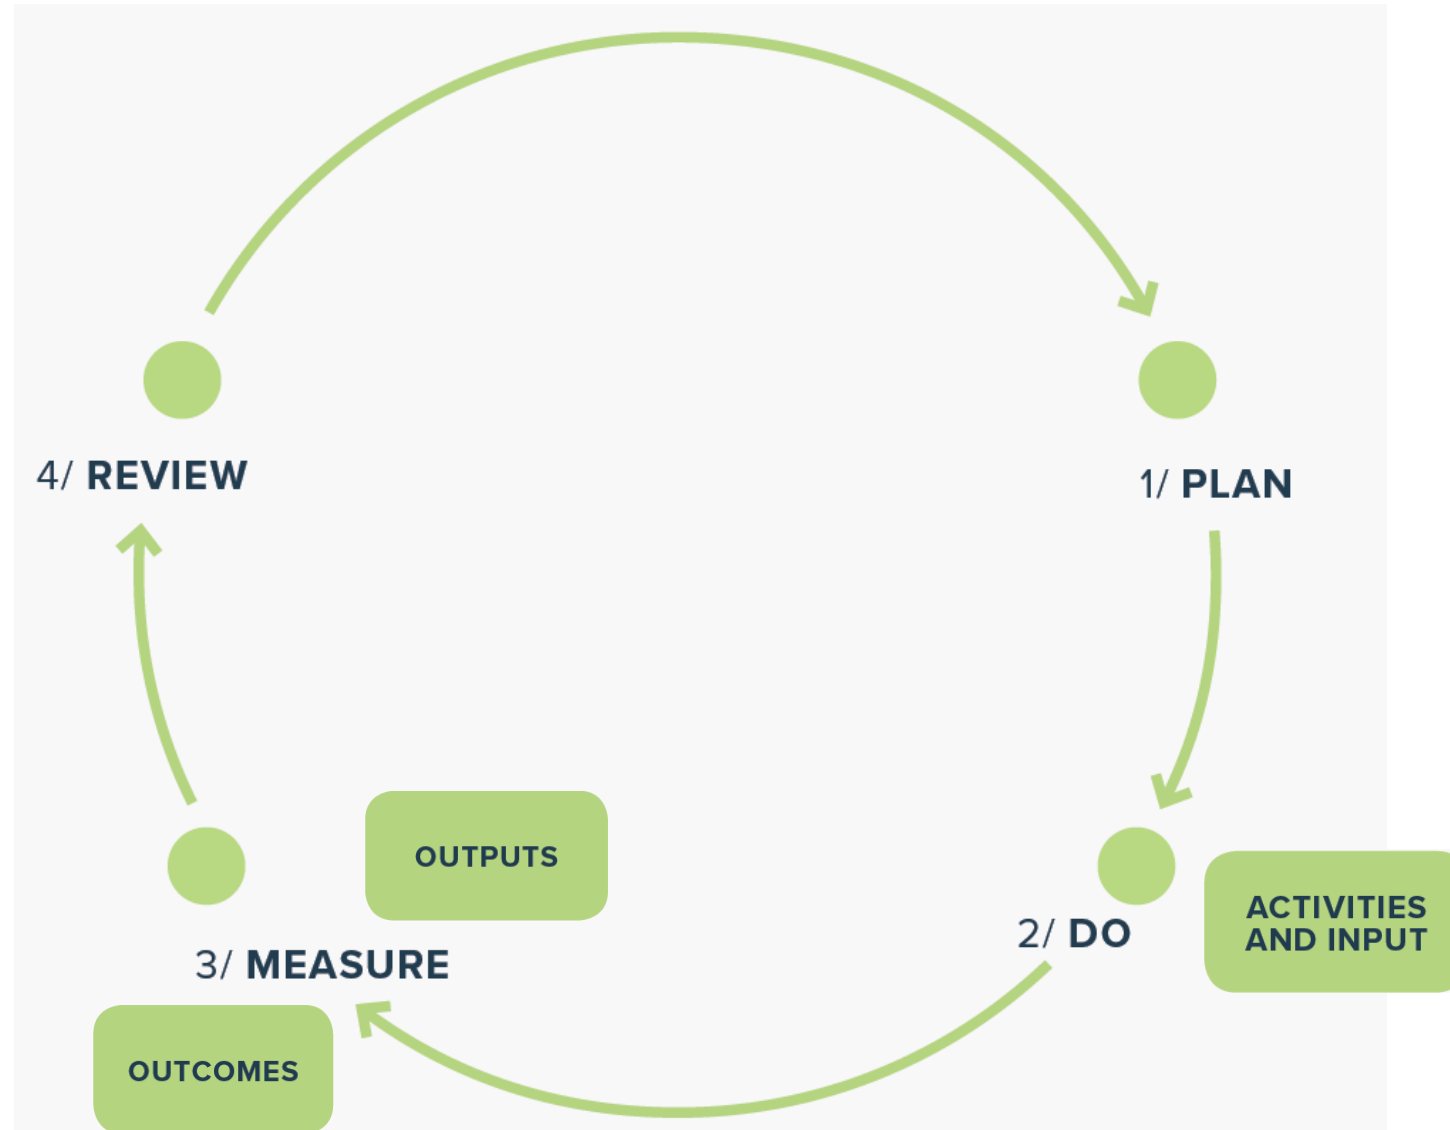 4/ REVIEW
1/ PLAN
OUTPUTS
ACTIVITIES
AND INPUT
2/ DO
3/ MEASURE
OUTCOMES